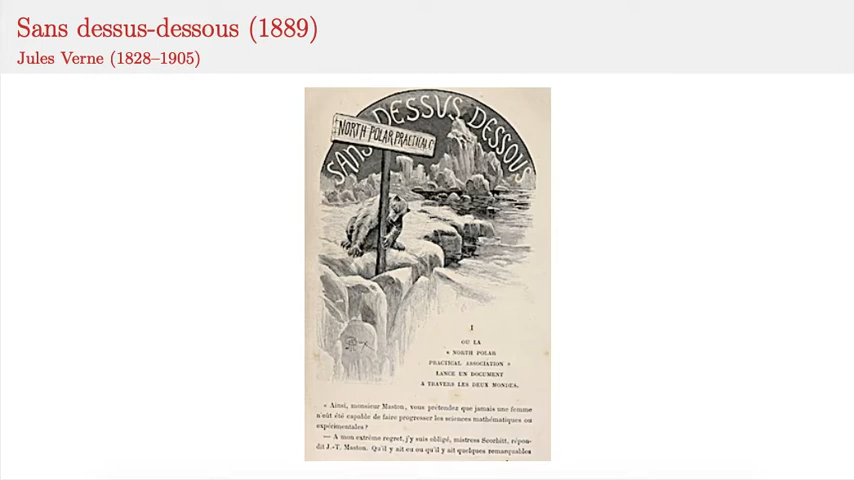 Sans dessus-dessous (1889)
Jules Verne (1828–1905)
SANS DESSUS DESSOUS
NORTH POLAR PRACTICAL
I
OU LA
« NORTH POLAR
PRACTICAL ASSOCIATION »
LANCE UN DOCUMENT
A TRAVERS LES DEUX MONDES.
« Ainsi, monsieur Maston, vous prétendez que jamais une femme
n'eût été capable de faire progresser les sciences mathématiques ou
expérimentales ?
— A mon extrême regret, j'y suis obligé, mistress Scorbitt, répon-
dit J.-T. Maston. Qu'il y ait eu ou qu'il y ait quelques remarquables